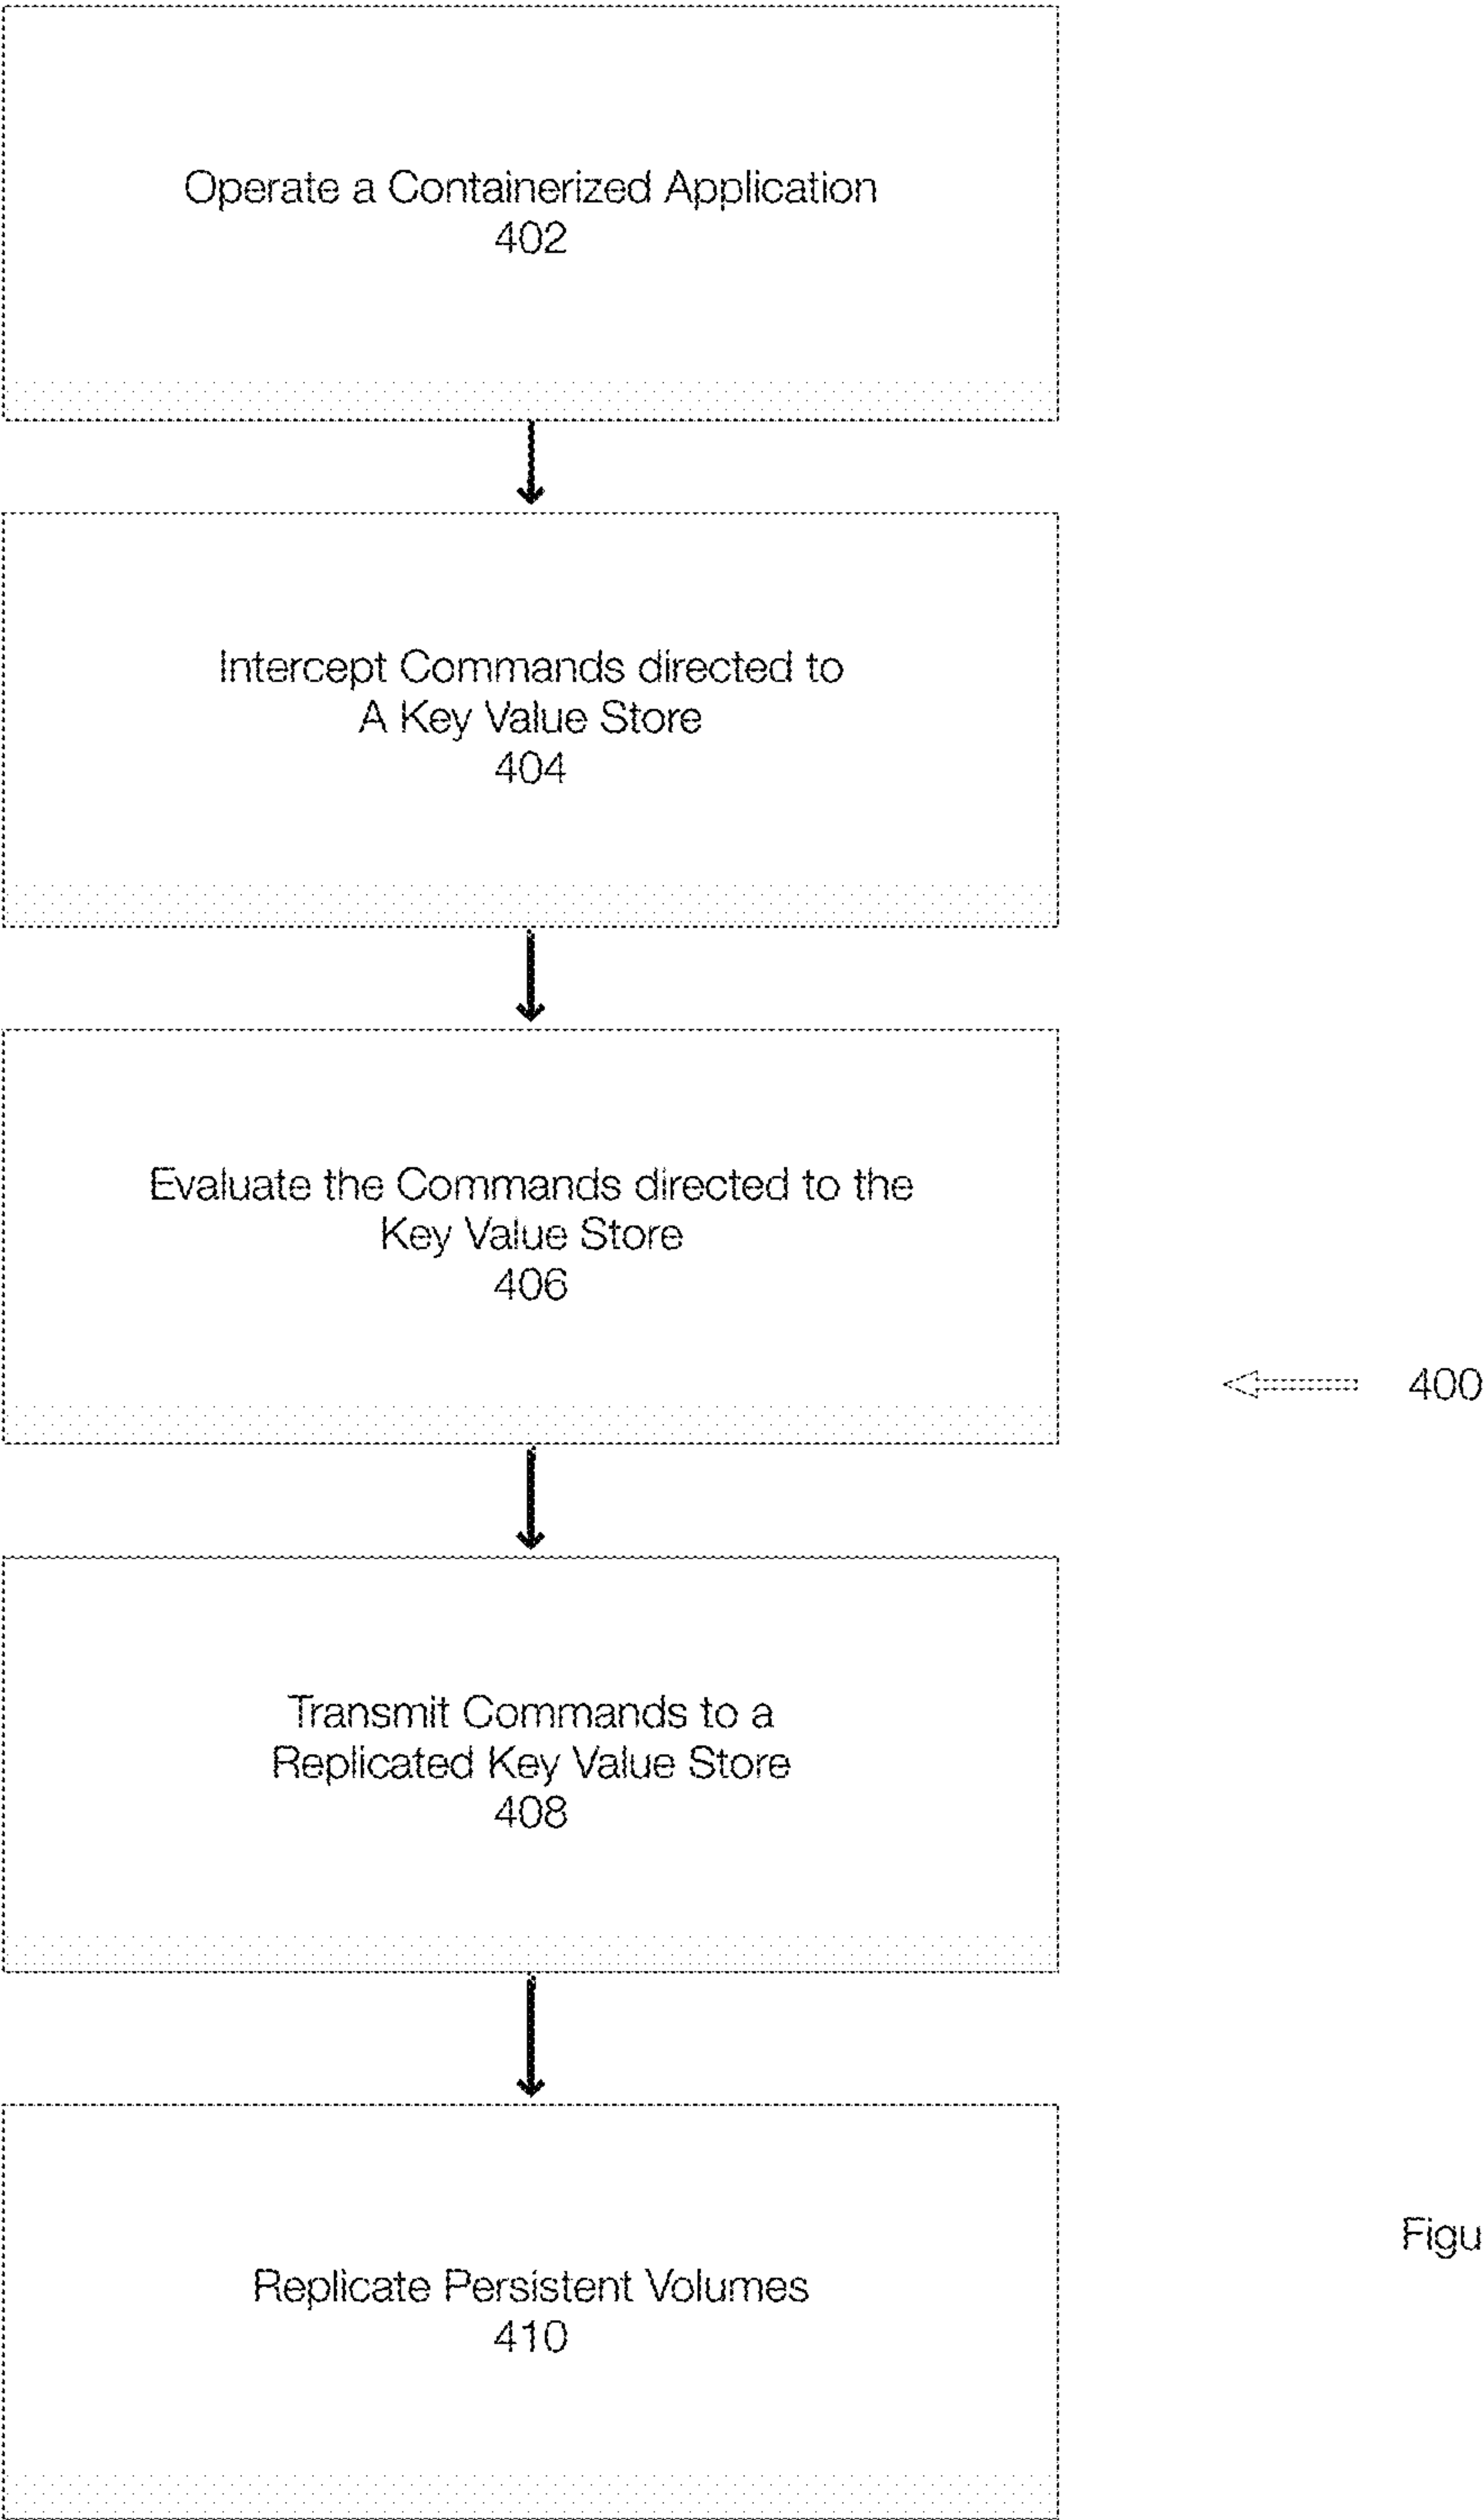 Operate a Containerized Application
402
Intercept Commands directed to
A Key Value Store
404
Evaluate the Commands directed to the
Key Value Store
406
400
Transmit Commands to a
Replicated Key Value Store
408
Figu
Replicate Persistent Volumes
410